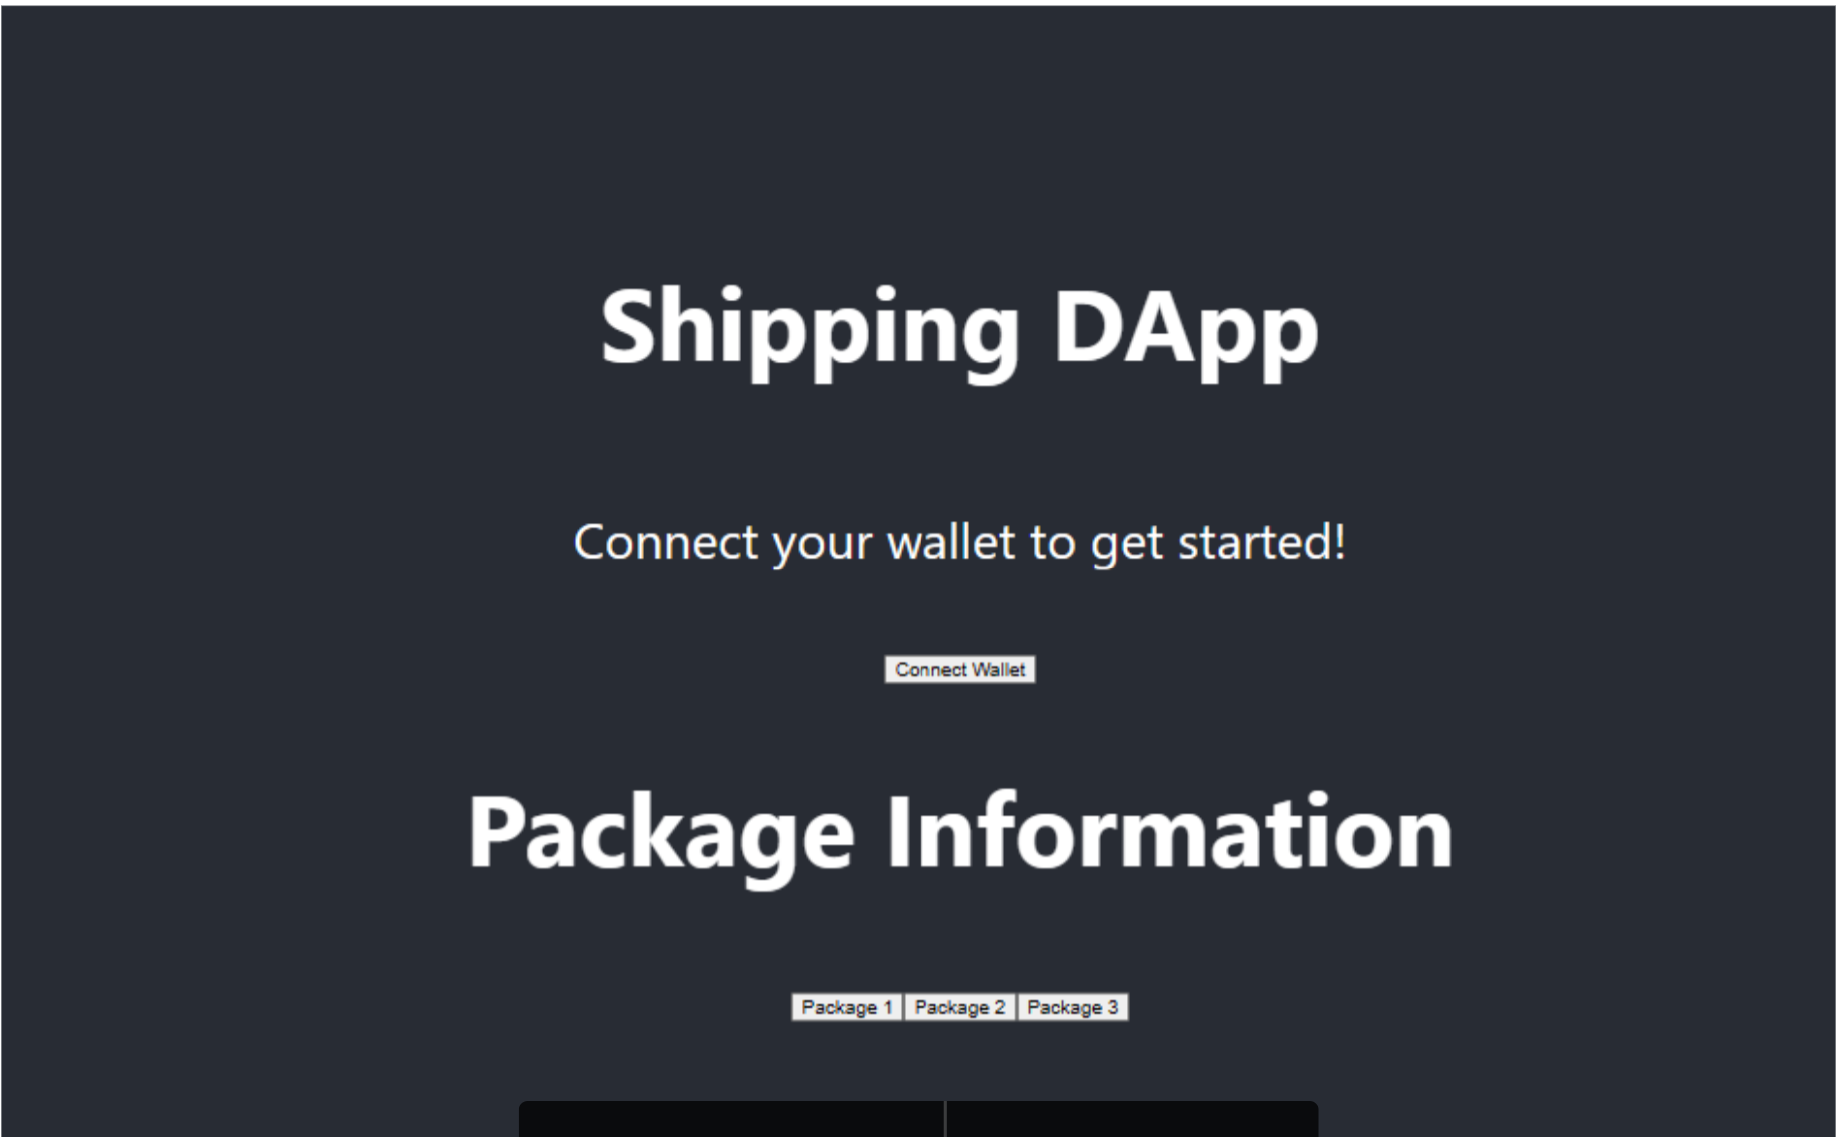 Shipping DApp
Connect your wallet to get started!
Connect Wallet
Package Information
Package 1 Package 2 Package 3